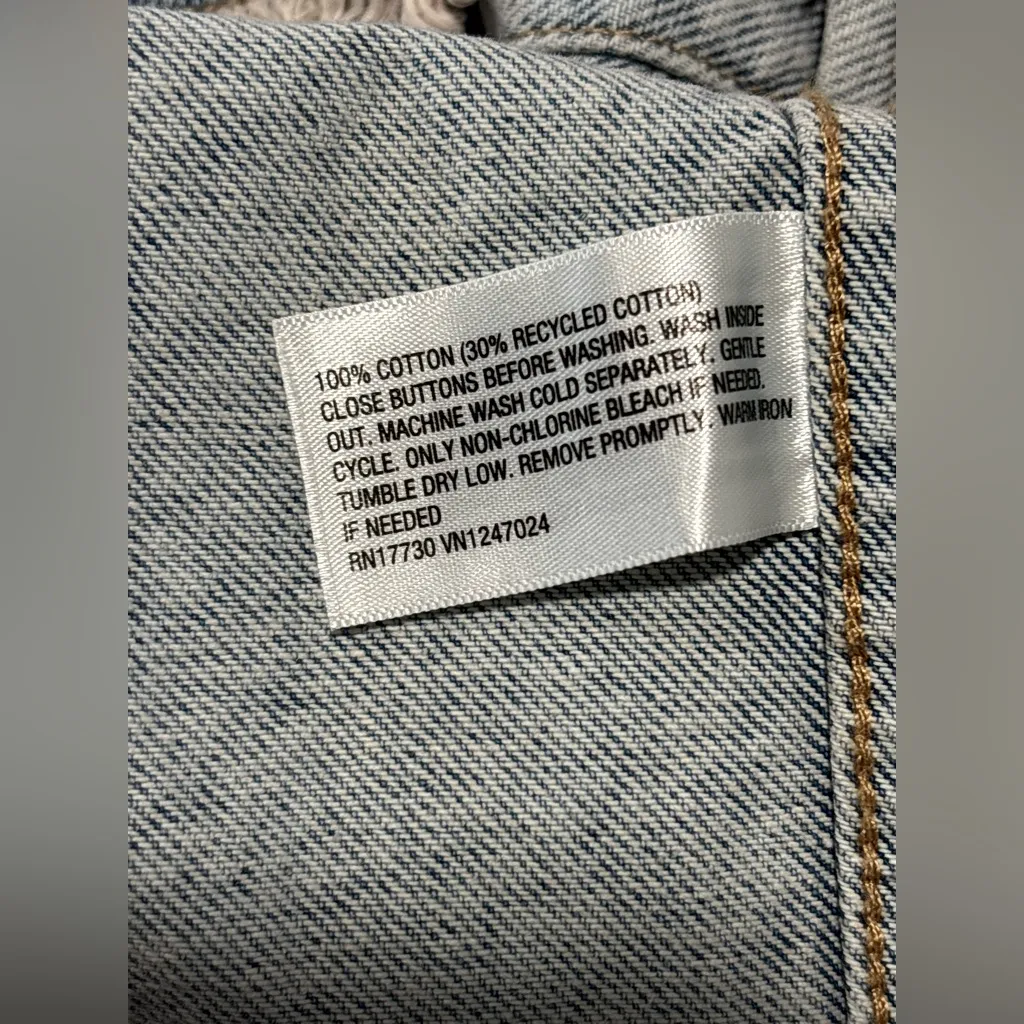 100% COTTON (30% RECYCLED COTTON)
CLOSE BUTTONS BEFORE WASHING. WASH INSIDE
OUT. MACHINE WASH COLD SEPARATELY. GENTLE
CYCLE. ONLY NON-CHLORINE BLEACH IF NEEDED.
TUMBLE DRY LOW. REMOVE PROMPTLY. WARM IRON
IF NEEDED
RN17730 VN1247024